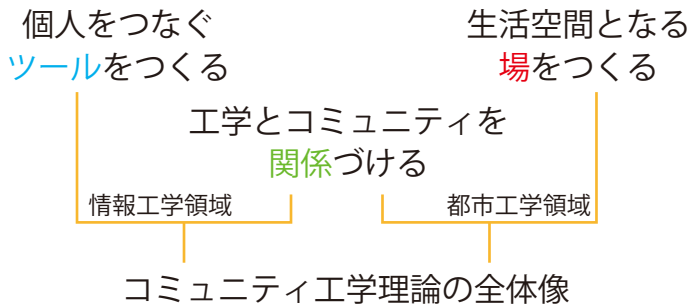 個人をつなぐ
ツールをつくる
生活空間となる
場をつくる
工学とコミュニティを
関係づける
情報工学領域
都市工学領域
コミュニティ工学理論の全体像